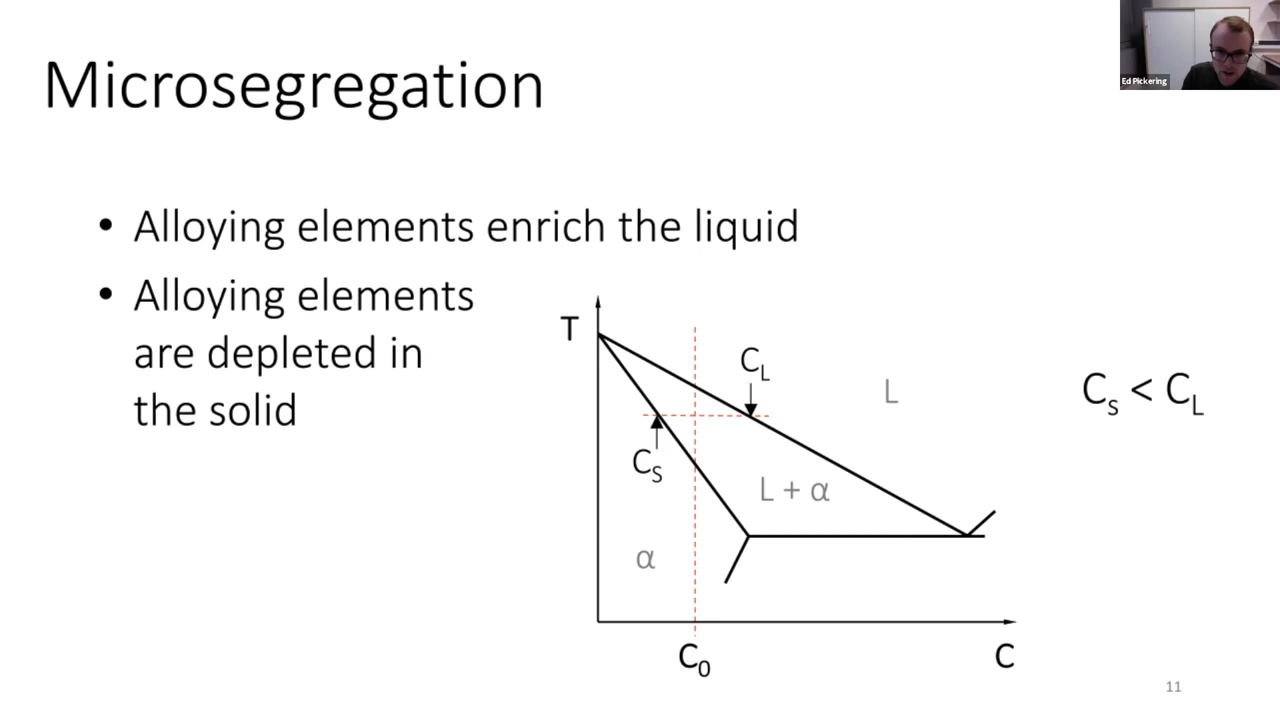 Microsegregation
Ed Pickering
• Alloying elements enrich the liquid
• Alloying elements
are depleted in
the solid
T
C_L
L
C_s < C_L
C_S
L + α
α
C_0
C
11